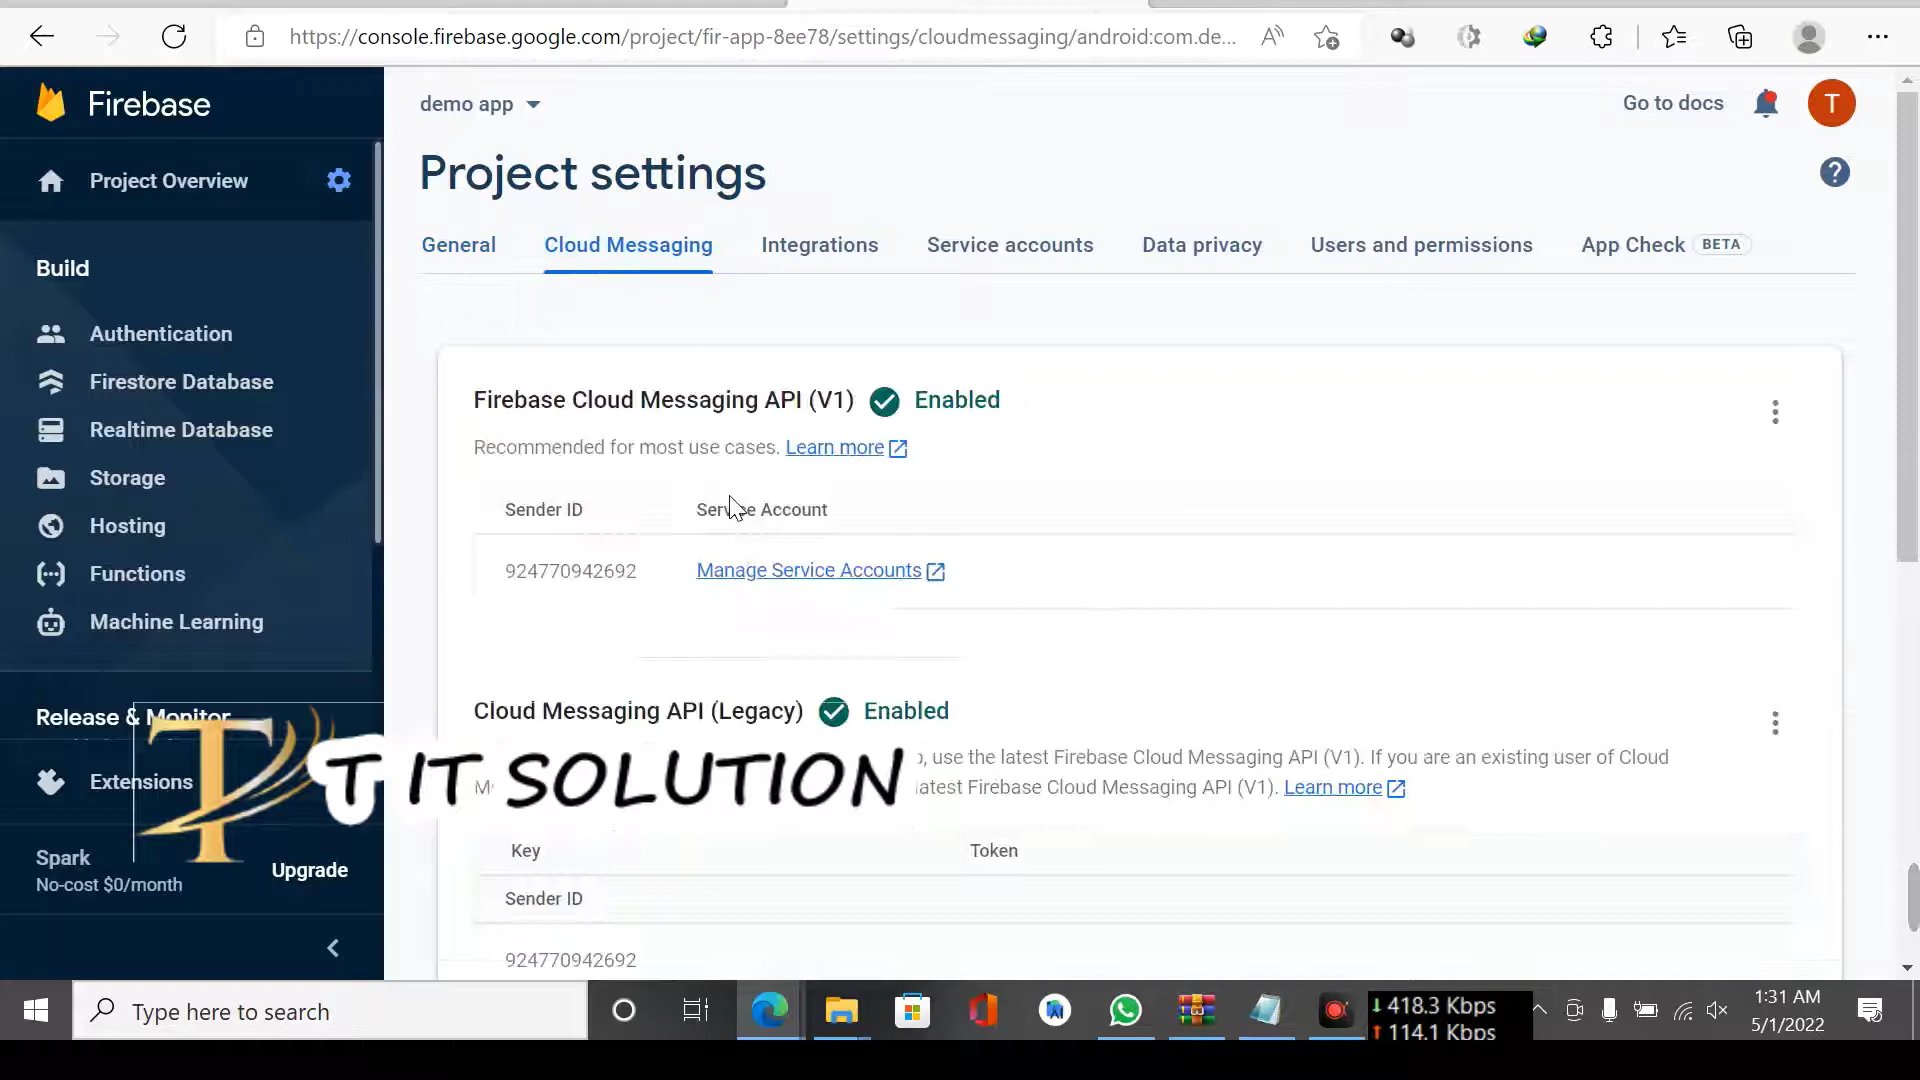 https://console.firebase.google.com/project/fir-app-8ee78/settings/cloudmessaging/android:com.de...
Firebase
demo app
Go to docs
T
Project settings
Project Overview
General
Cloud Messaging
Integrations
Service accounts
Data privacy
Users and permissions
App Check BETA
Build
Authentication
Firestore Database
Realtime Database
Storage
Hosting
Functions
Machine Learning
Release & Monitor
Extensions
Spark
No-cost $0/month
Upgrade
Firebase Cloud Messaging API (V1) Enabled
Recommended for most use cases. Learn more
Sender ID
Service Account
924770942692
Manage Service Accounts
Cloud Messaging API (Legacy) Enabled
use the latest Firebase Cloud Messaging API (V1). If you are an existing user of Cloud
Firebase Cloud Messaging API (V1). Learn more
T IT SOLUTION
Key
Token
Sender ID
924770942692
Type here to search
418.3 Kbps
114.1 Kbps
1:31 AM
5/1/2022